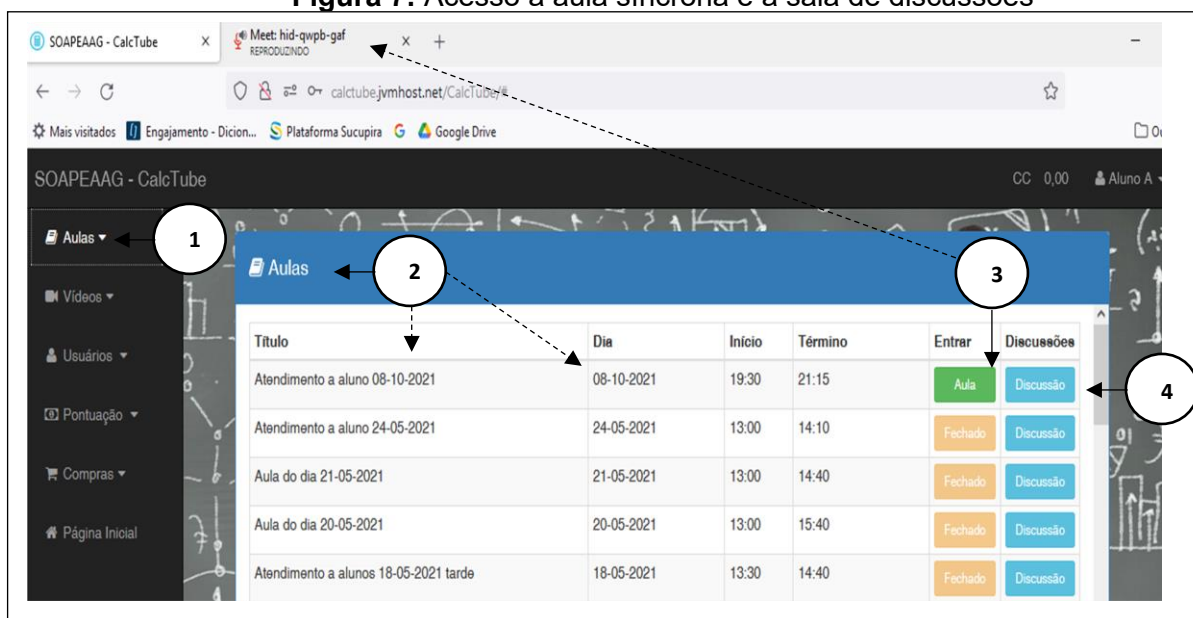 Figura 7: Acesso à aula síncrona e à sala de discussões
SOAPEAAG - CalcTube
Meet: hid-qwpb-gaf
REPRODUZINDO
calctube.jvmhost.net/CalcTube/#
Mais visitados Engajamento - Dicion... Plataforma Sucupira Google Drive
SOAPEAAG - CalcTube CC 0,00 Aluno A
Aulas
1
Vídeos
Usuários
Pontuação
Compras
Página Inicial
Aulas
2
3
4
Título Dia Início Término Entrar Discussões
Atendimento a aluno 08-10-2021 08-10-2021 19:30 21:15 Aula Discussão
Atendimento a aluno 24-05-2021 24-05-2021 13:00 14:10 Fechado Discussão
Aula do dia 21-05-2021 21-05-2021 13:00 14:40 Fechado Discussão
Aula do dia 20-05-2021 20-05-2021 13:00 15:40 Fechado Discussão
Atendimento a alunos 18-05-2021 tarde 18-05-2021 13:30 14:40 Fechado Discussão